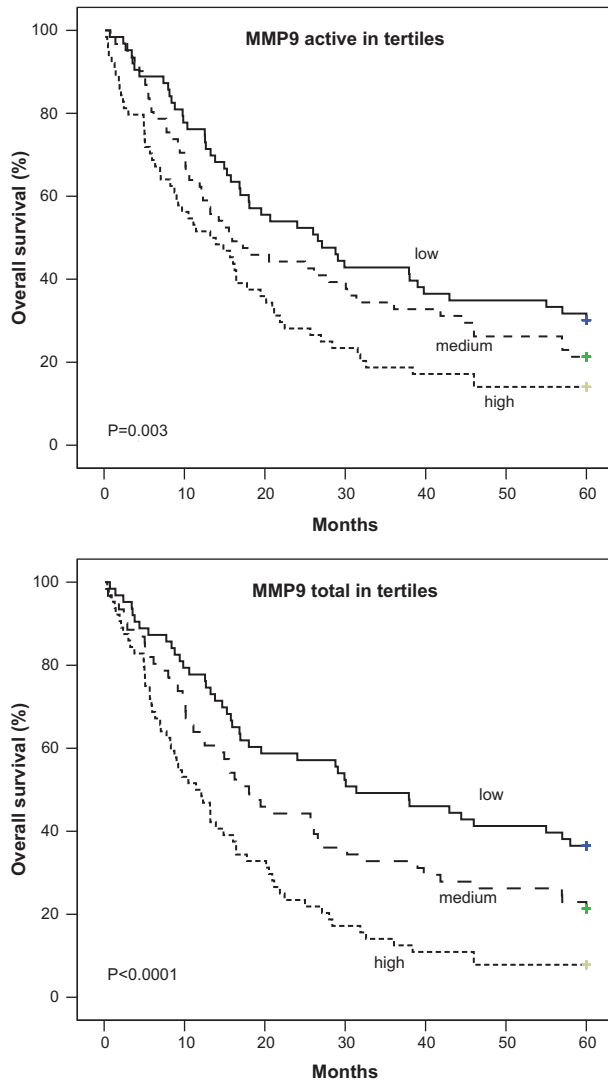 MMP9 active in tertiles
Overall survival (%)
100
80
60
40
20
0
low
medium
high
P=0.003
0 10 20 30 40 50 60
Months
MMP9 total in tertiles
Overall survival (%)
100
80
60
40
20
0
low
medium
high
P<0.0001
0 10 20 30 40 50 60
Months